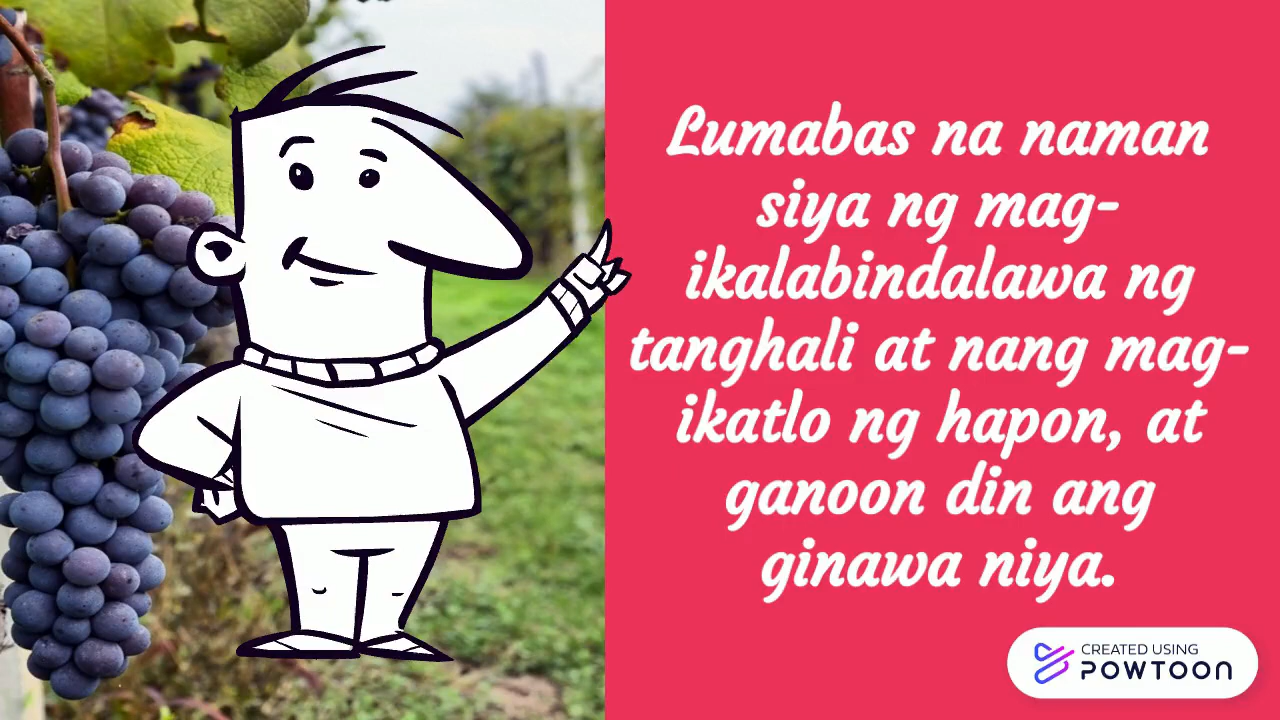 Lumabas na naman
siya ng mag-
ikalabindalawa ng
tanghali at nang mag-
ikatlo ng hapon, at
ganoon din ang
ginawa niya.
CREATED USING
POWTOON